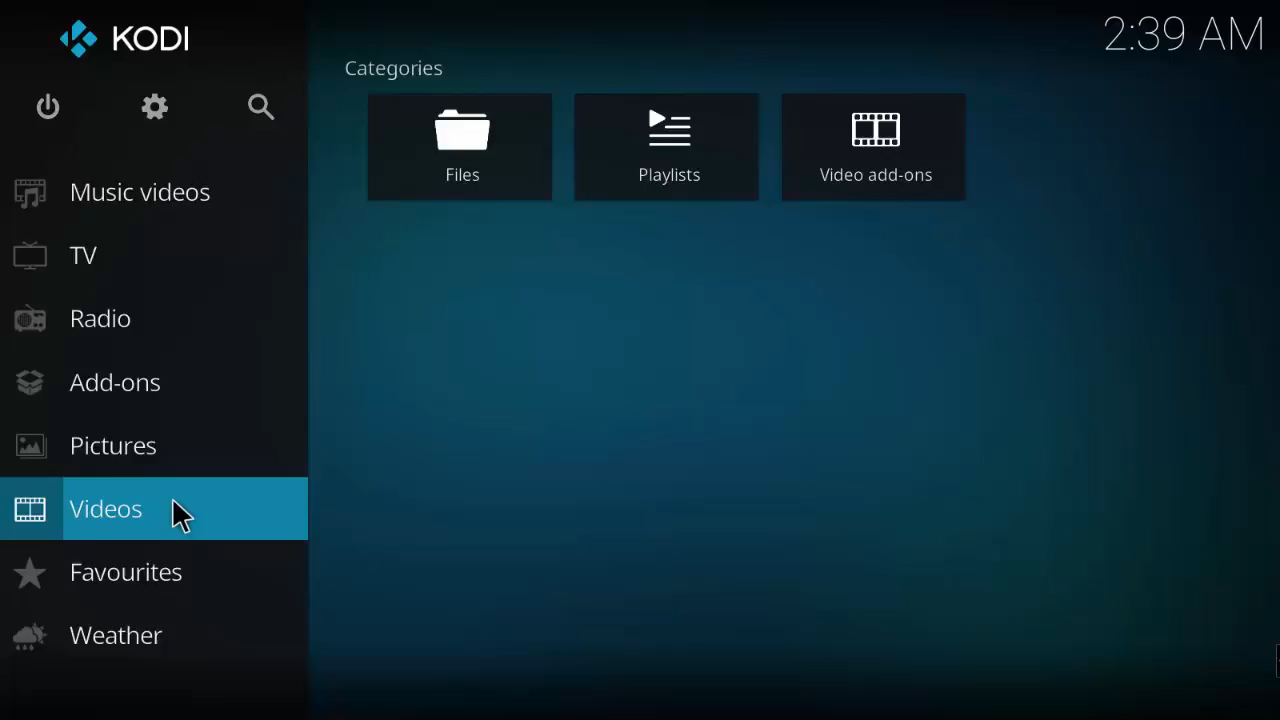 KODI
2:39 AM
Categories
Files
Playlists
Video add-ons
Music videos
TV
Radio
Add-ons
Pictures
Videos
Favourites
Weather